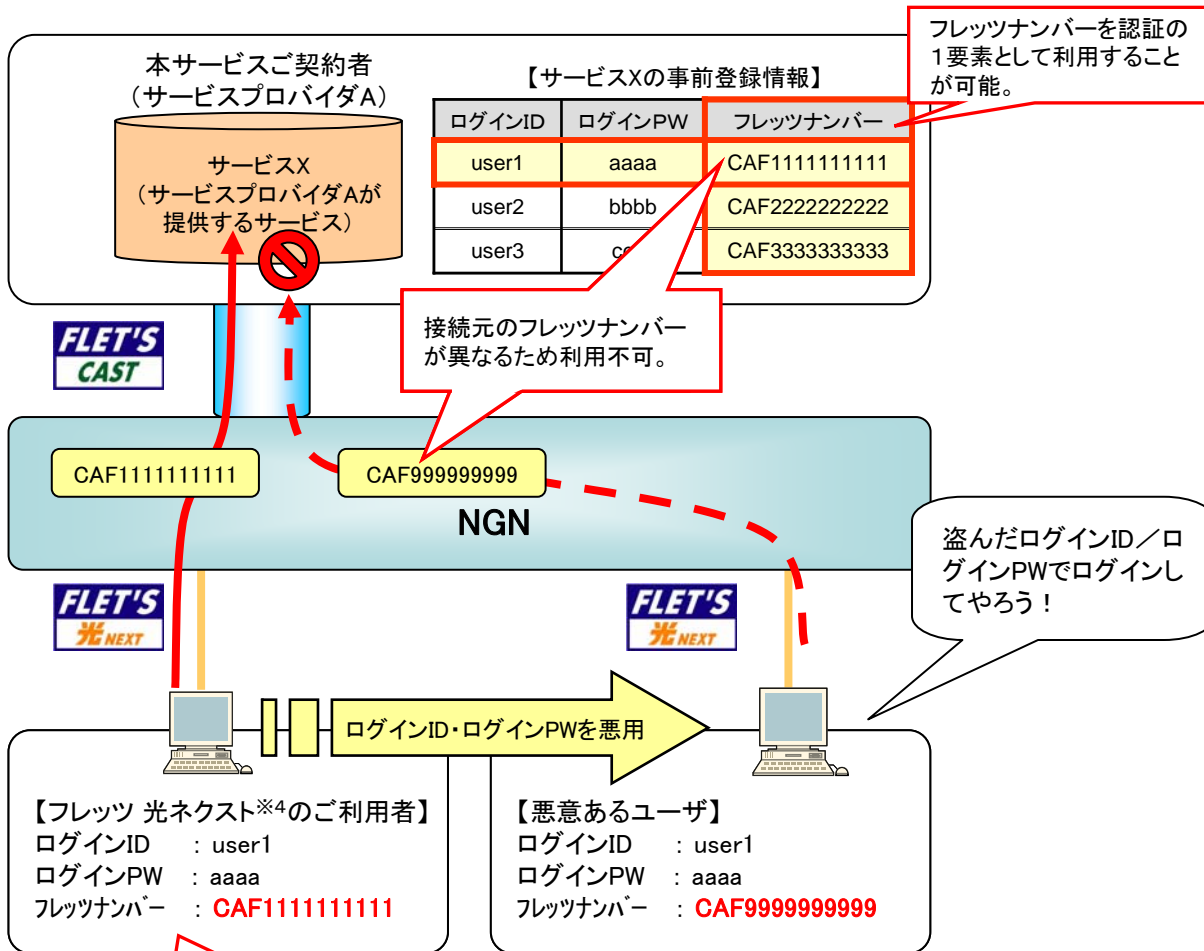 フレッツナンバーを認証の
1要素として利用すること
が可能。
本サービスご契約者
(サービスプロバイダA)
サービスX
(サービスプロバイダAが
提供するサービス)
【サービスXの事前登録情報】
ログインID ログインPW フレッツナンバー
user1 aaaa CAF1111111111
user2 bbbb CAF2222222222
user3 CAF3333333333
接続元のフレッツナンバー
が異なるため利用不可。
FLET'S
CAST
CAF1111111111
CAF999999999
NGN
盗んだログインID/ロ
グインPWでログインし
てやろう!
FLET'S
光NEXT
FLET'S
光NEXT
ログインID・ログインPWを悪用
【フレッツ 光ネクスト※4のご利用者】
ログインID : user1
ログインPW : aaaa
フレッツナンバー : CAF1111111111
【悪意あるユーザ】
ログインID : user1
ログインPW : aaaa
フレッツナンバー : CAF9999999999